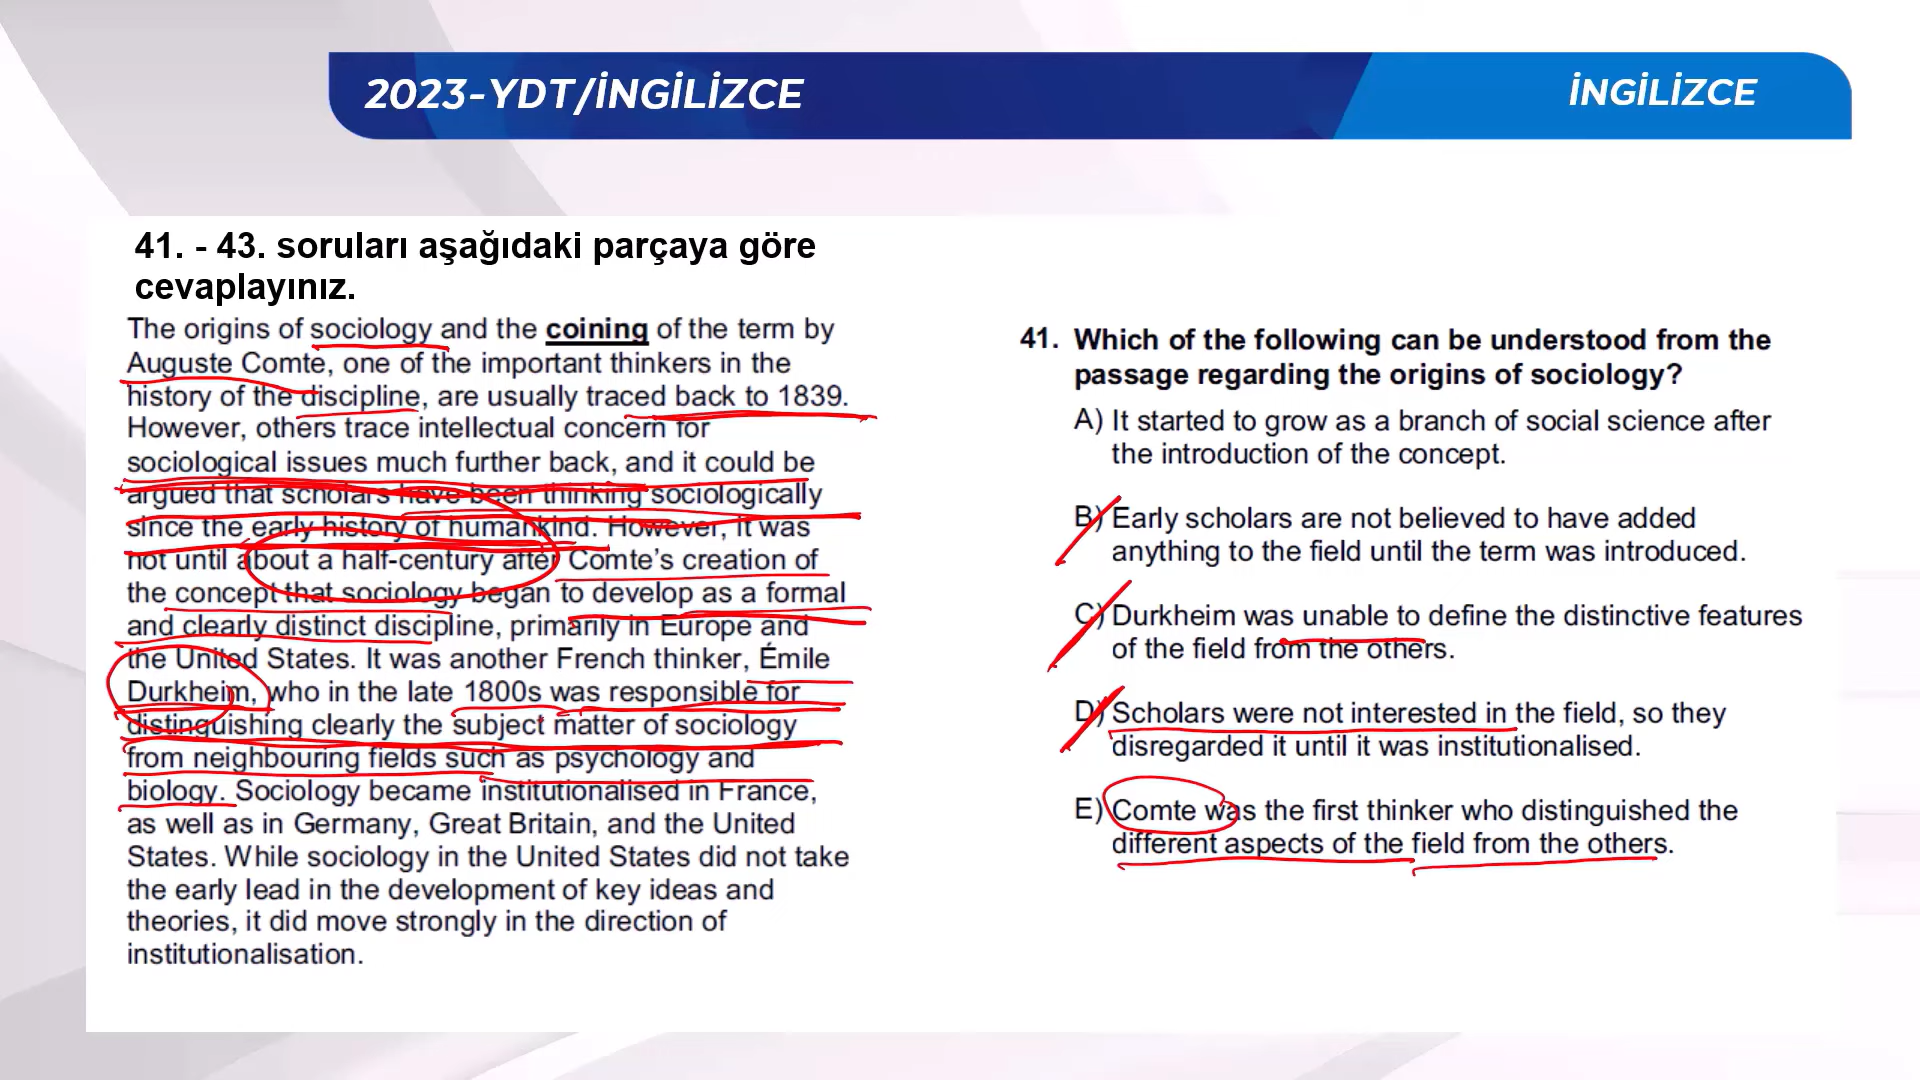 2023-YDT/İNGİLİZCE
İNGİLİZCE
41. - 43. soruları aşağıdaki parçaya göre
cevaplayınız.
The origins of sociology and the coining of the term by
Auguste Comte, one of the important thinkers in the
history of the discipline, are usually traced back to 1839.
However, others trace intellectual concern for
sociological issues much further back, and it could be
argued that scholars have been thinking sociologically
since the early history of humankind. However, it was
not until about a half-century after Comte's creation of
the concept that sociology began to develop as a formal
and clearly distinct discipline, primarily in Europe and
the United States. It was another French thinker, Émile
Durkheim, who in the late 1800s was responsible for
distinguishing clearly the subject matter of sociology
from neighbouring fields such as psychology and
biology. Sociology became institutionalised in France,
as well as in Germany, Great Britain, and the United
States. While sociology in the United States did not take
the early lead in the development of key ideas and
theories, it did move strongly in the direction of
institutionalisation.
41. Which of the following can be understood from the
passage regarding the origins of sociology?
A) It started to grow as a branch of social science after
the introduction of the concept.
B) Early scholars are not believed to have added
anything to the field until the term was introduced.
C) Durkheim was unable to define the distinctive features
of the field from the others.
D) Scholars were not interested in the field, so they
disregarded it until it was institutionalised.
E) Comte was the first thinker who distinguished the
different aspects of the field from the others.